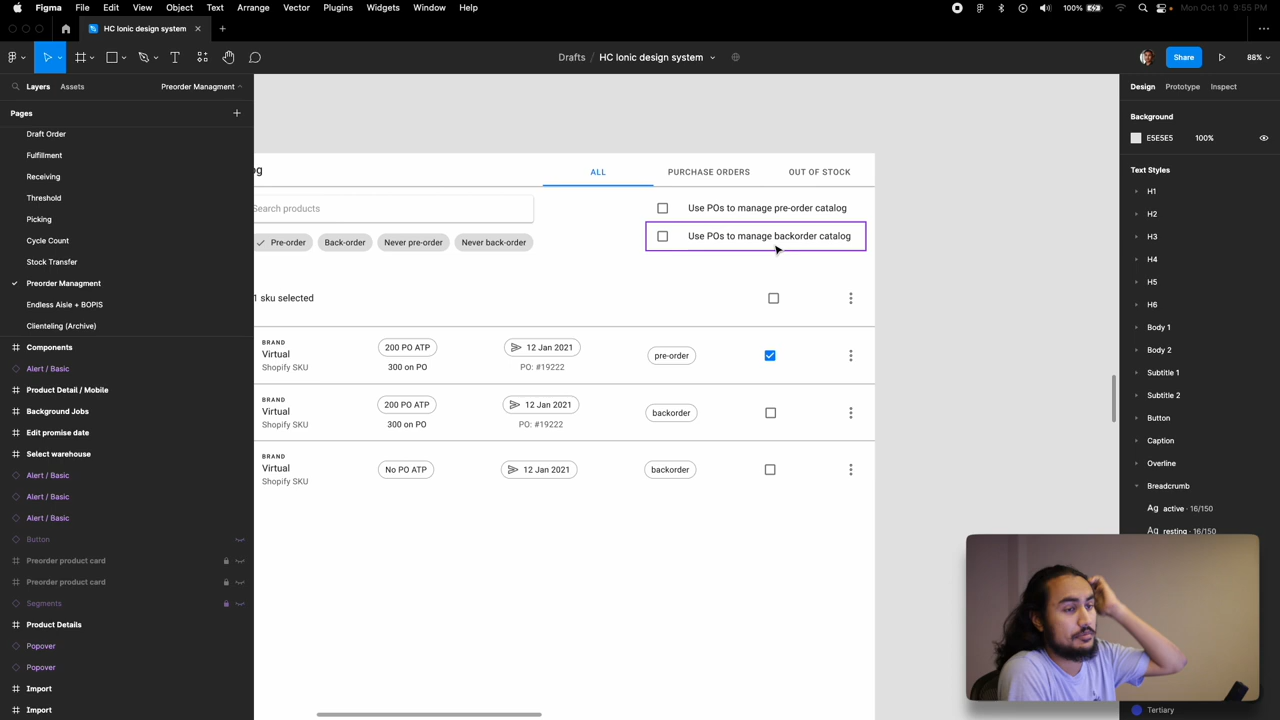 Figma File Edit View Object Text Arrange Vector Plugins Widgets Window Help 100% Mon Oct 10 9:55 PM
HC Ionic design system
Drafts / HC Ionic design system Share 88%
Layers Assets Preorder Managment
Design Prototype Inspect
Pages
Background
Draft Order
E5E5E5 100%
Fulfillment
Receiving
Threshold
Picking
Cycle Count
Stock Transfer
Preorder Managment
Endless Aisle + BOPIS
Clienteling (Archive)
Components
Alert / Basic
Product Detail / Mobile
Background Jobs
Edit promise date
Select warehouse
Alert / Basic
Alert / Basic
Alert / Basic
Button
Preorder product card
Preorder product card
Segments
Product Details
Popover
Popover
Import
Import
og
ALL PURCHASE ORDERS OUT OF STOCK
Search products
Use POs to manage pre-order catalog
Use POs to manage backorder catalog
Pre-order Back-order Never pre-order Never back-order
1 sku selected
BRAND
Virtual
Shopify SKU
200 PO ATP
300 on PO
12 Jan 2021
PO: #19222
pre-order
BRAND
Virtual
Shopify SKU
200 PO ATP
300 on PO
12 Jan 2021
PO: #19222
backorder
BRAND
Virtual
Shopify SKU
No PO ATP
12 Jan 2021
backorder
Text Styles
H1
H2
H3
H4
H5
H6
Body 1
Body 2
Subtitle 1
Subtitle 2
Button
Caption
Overline
Breadcrumb
Ag active · 16/150
Ag resting · 16/150
Tertiary